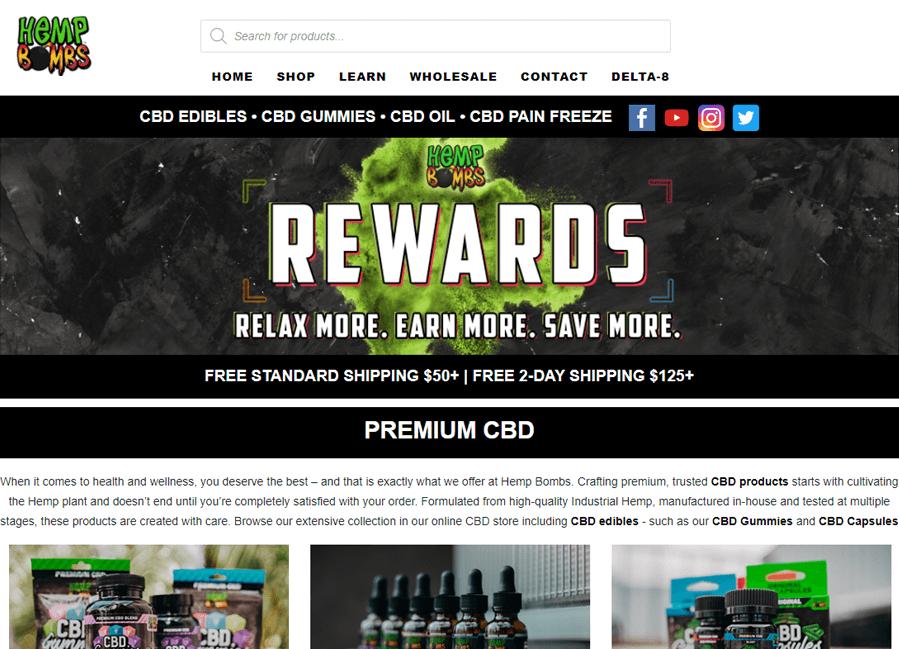 HEMP
BOMBS
Search for products...
HOME SHOP LEARN WHOLESALE CONTACT DELTA-8
CBD EDIBLES • CBD GUMMIES • CBD OIL • CBD PAIN FREEZE
HEMP
BOMBS
REWARDS
RELAX MORE. EARN MORE. SAVE MORE.
FREE STANDARD SHIPPING $50+ | FREE 2-DAY SHIPPING $125+
PREMIUM CBD
When it comes to health and wellness, you deserve the best – and that is exactly what we offer at Hemp Bombs. Crafting premium, trusted CBD products starts with cultivating
the Hemp plant and doesn't end until you're completely satisfied with your order. Formulated from high-quality Industrial Hemp, manufactured in-house and tested at multiple
stages, these products are created with care. Browse our extensive collection in our online CBD store including CBD edibles - such as our CBD Gummies and CBD Capsules
PREMIUM CBD
CBD
CBD
CBD